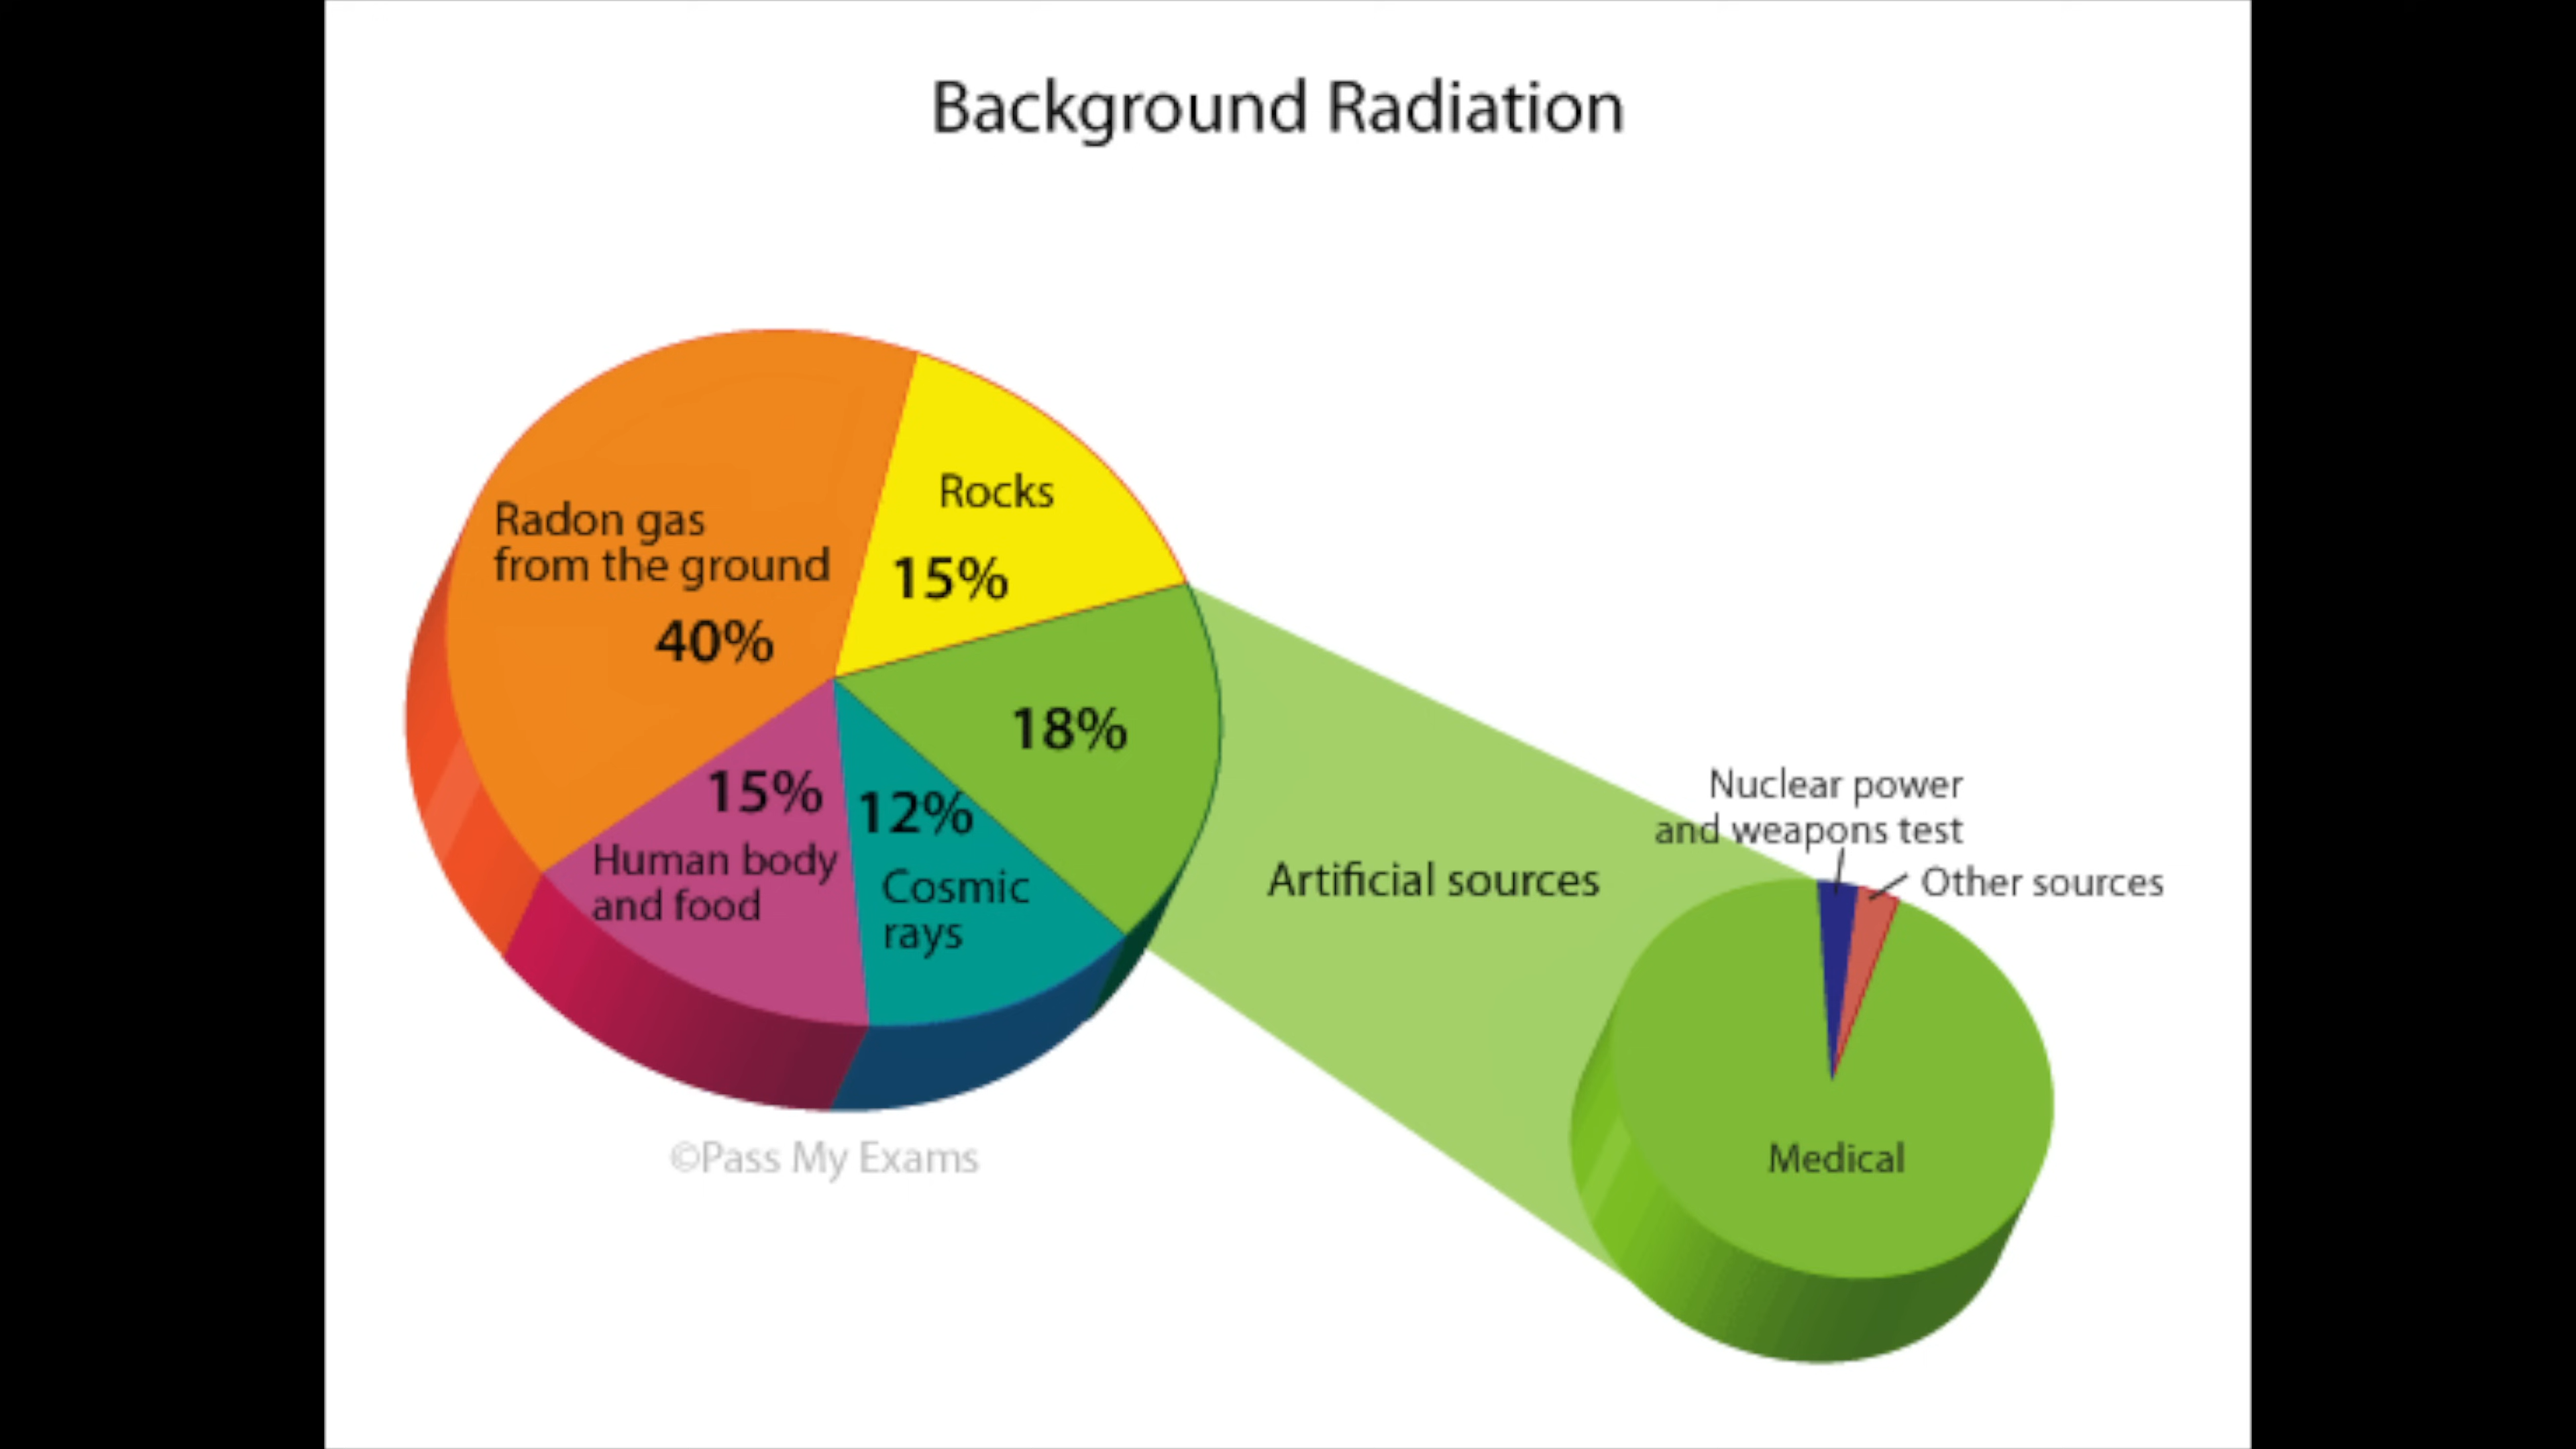 Background Radiation
Radon gas
from the ground
40%
Rocks
15%
18%
15%
Human body
and food
12%
Cosmic
rays
Artificial sources
Nuclear power
and weapons test
Other sources
Medical
©Pass My Exams